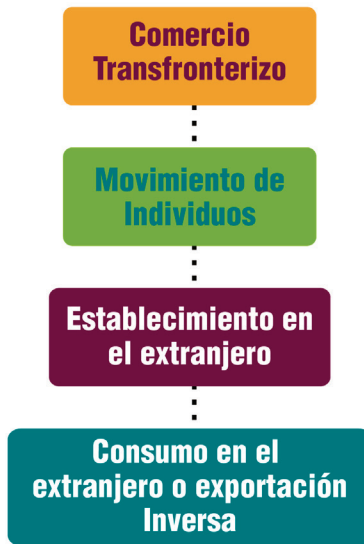 Comercio
Transfronterizo
Movimiento de
Individuos
Establecimiento en
el extranjero
Consumo en el
extranjero o exportación
Inversa